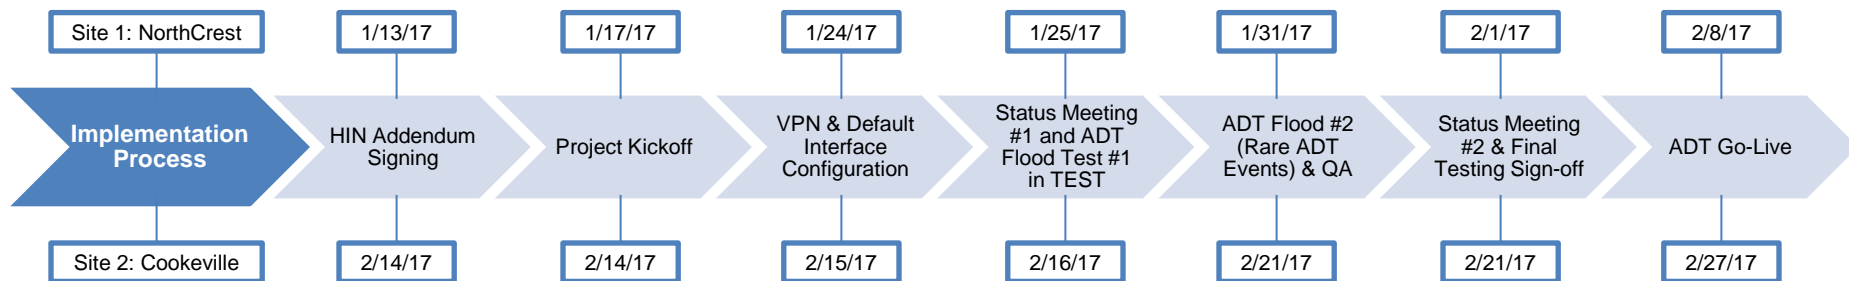 Site 1: NorthCrest
1/13/17
1/17/17
1/24/17
1/25/17
1/31/17
2/1/17
2/8/17
Implementation
Process
HIN Addendum
Signing
Project Kickoff
VPN & Default
Interface
Configuration
Status Meeting
#1 and ADT
Flood Test #1
in TEST
ADT Flood #2
(Rare ADT
Events) & QA
Status Meeting
#2 & Final
Testing Sign-off
ADT Go-Live
Site 2: Cookeville
2/14/17
2/14/17
2/15/17
2/16/17
2/21/17
2/21/17
2/27/17